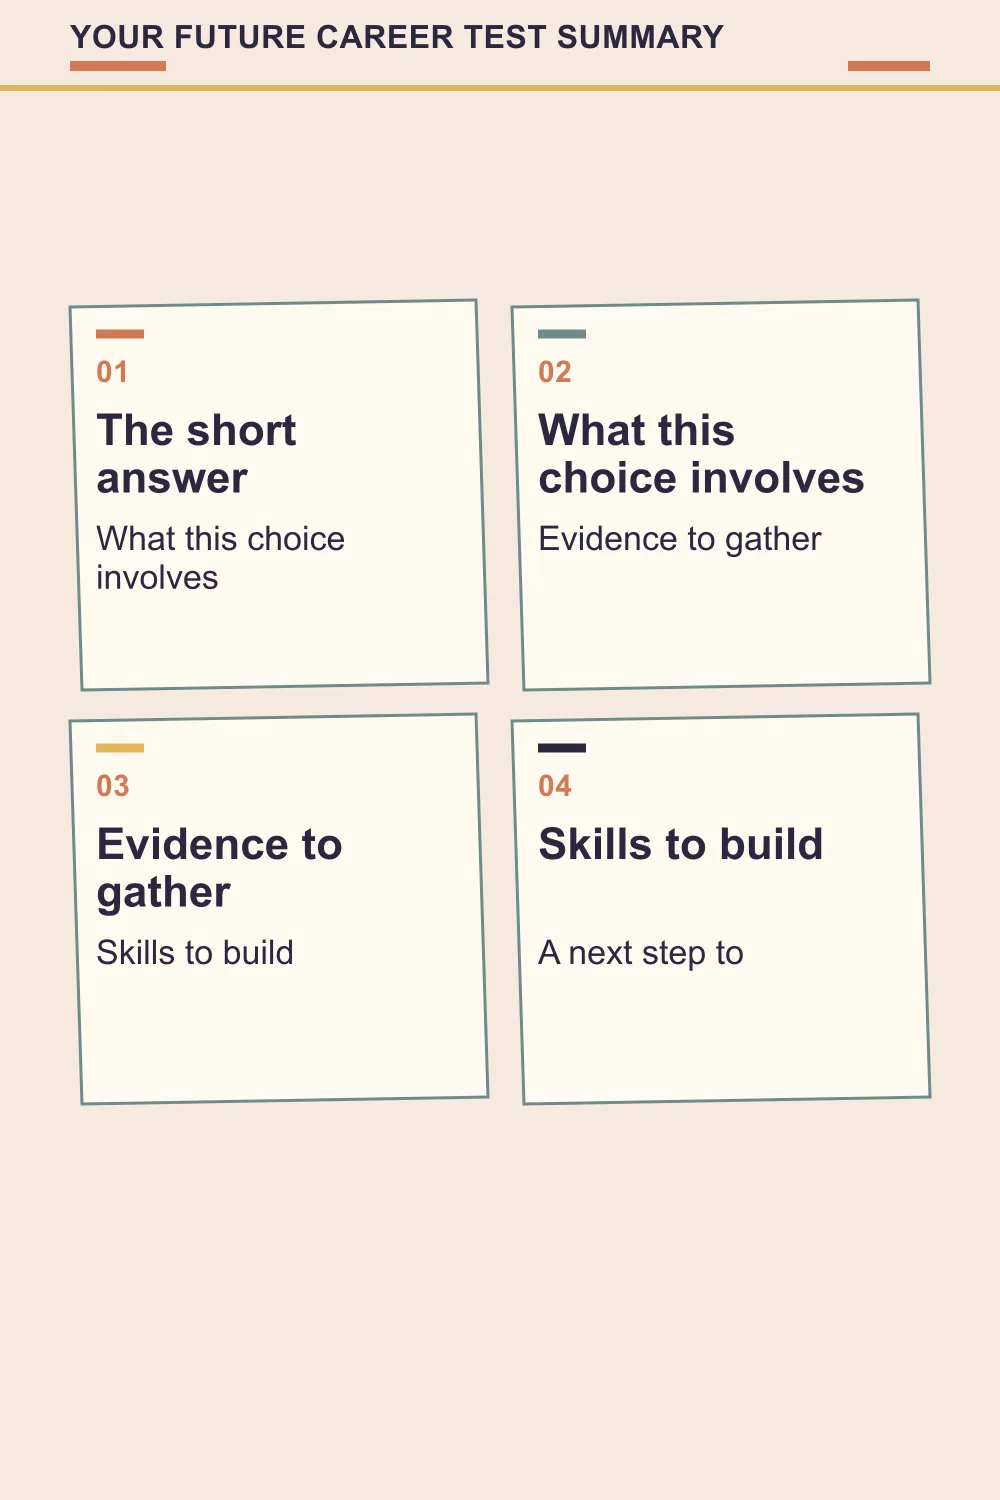 YOUR FUTURE CAREER TEST SUMMARY
01
The short
answer
What this choice
involves
02
What this
choice involves
Evidence to gather
03
Evidence to
gather
Skills to build
04
Skills to build
A next step to